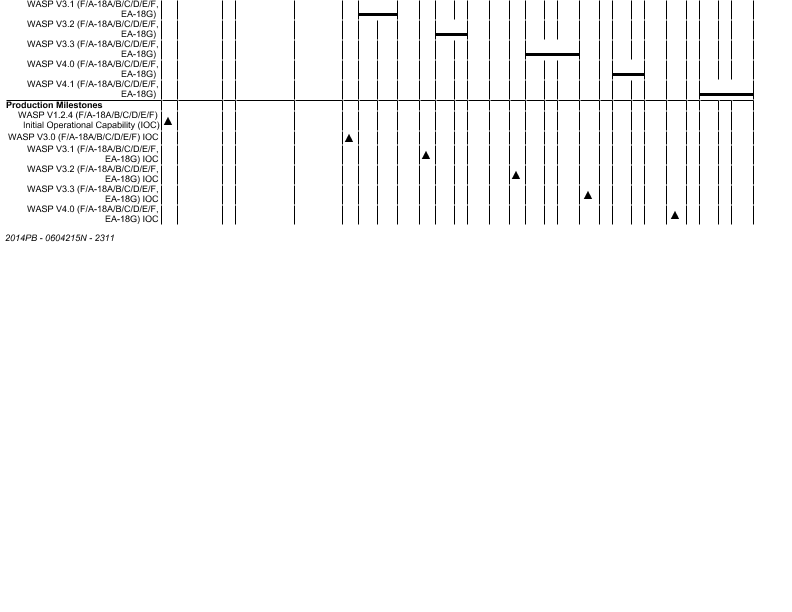 WASP V3.1 (F/A-18A/B/C/D/E/F,
EA-18G)
WASP V3.2 (F/A-18A/B/C/D/E/F,
EA-18G)
WASP V3.3 (F/A-18A/B/C/D/E/F,
EA-18G)
WASP V4.0 (F/A-18A/B/C/D/E/F,
EA-18G)
WASP V4.1 (F/A-18A/B/C/D/E/F,
EA-18G)
Production Milestones
WASP V1.2.4 (F/A-18A/B/C/D/E/F)
Initial Operational Capability (IOC)
WASP V3.0 (F/A-18A/B/C/D/E/F) IOC
WASP V3.1 (F/A-18A/B/C/D/E/F,
EA-18G) IOC
WASP V3.2 (F/A-18A/B/C/D/E/F,
EA-18G) IOC
WASP V3.3 (F/A-18A/B/C/D/E/F,
EA-18G) IOC
WASP V4.0 (F/A-18A/B/C/D/E/F,
EA-18G) IOC
2014PB - 0604215N - 2311